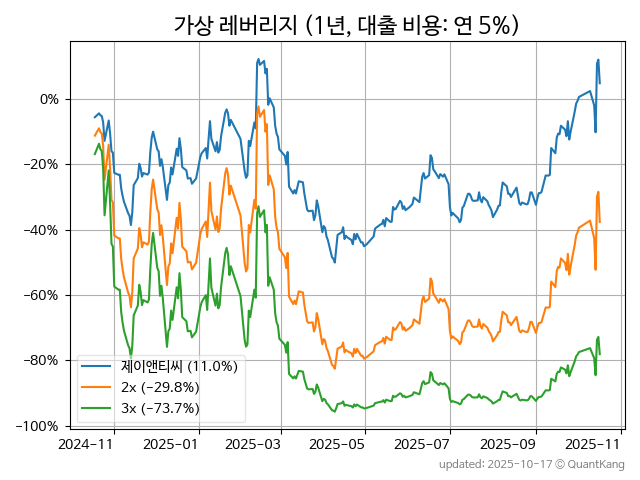 가상 레버리지 (1년, 대출 비용: 연 5%)
0%
−20%
−40%
−60%
−80%
−100%
제이앤티씨 (11.0%)
2x (−29.8%)
3x (−73.7%)
2024-11
2025-01
2025-03
2025-05
2025-07
2025-09
2025-11
updated: 2025-10-17 © QuantKang